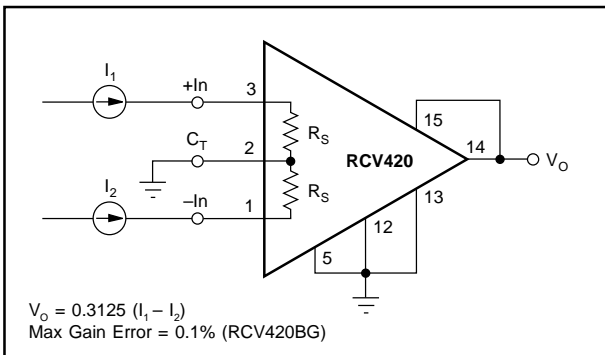 I1
+In
3
15
RS
CT
2
RCV420
14
VO
RS
I2
–In
1
13
12
5
VO = 0.3125 (I1 – I2)
Max Gain Error = 0.1% (RCV420BG)